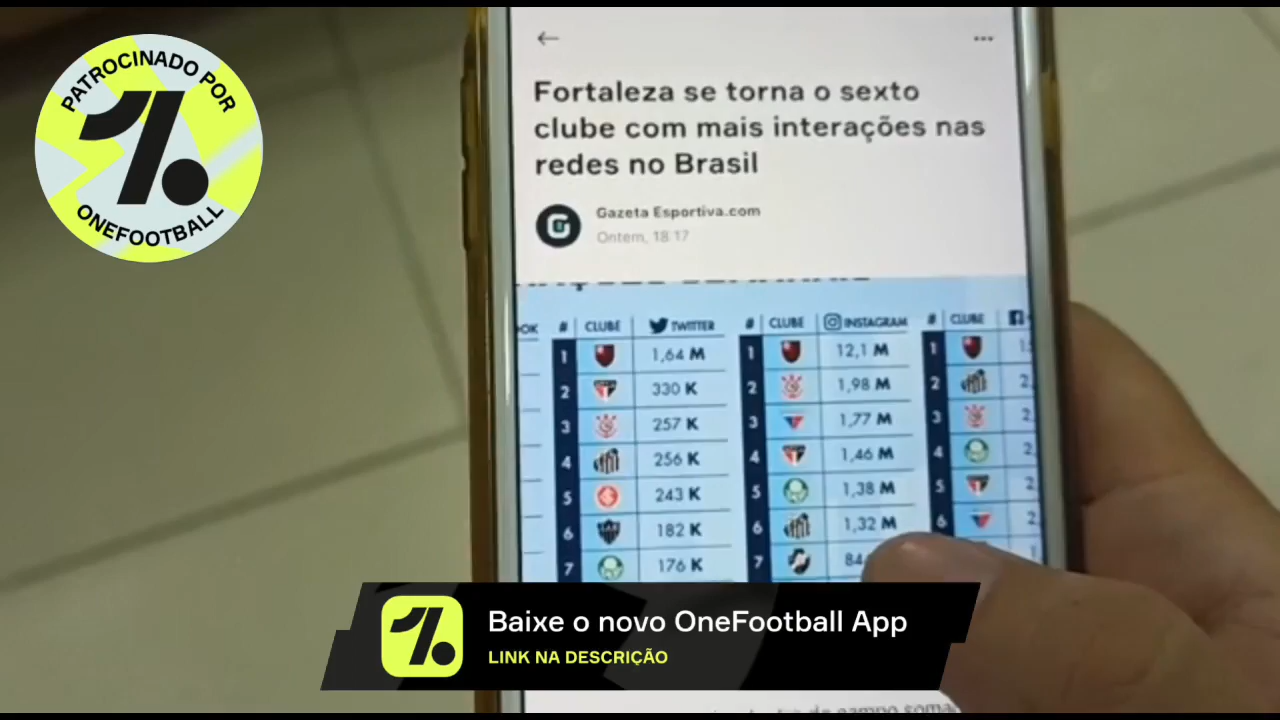 PATROCINADO POR
ONEFOOTBALL
Fortaleza se torna o sexto
clube com mais interações nas
redes no Brasil
Gazeta Esportiva.com
Ontem, 18 17
# CLUBE TWITTER # CLUBE INSTAGRAM # CLUBE
1 1,64 M 1 12,1 M 1
2 330 K 2 1,98 M 2
3 257 K 3 1,77 M 3
4 256 K 4 1,46 M 4
5 243 K 5 1,38 M 5
6 182 K 6 1,32 M 6
7 176 K 7
Baixe o novo OneFootball App
LINK NA DESCRIÇÃO